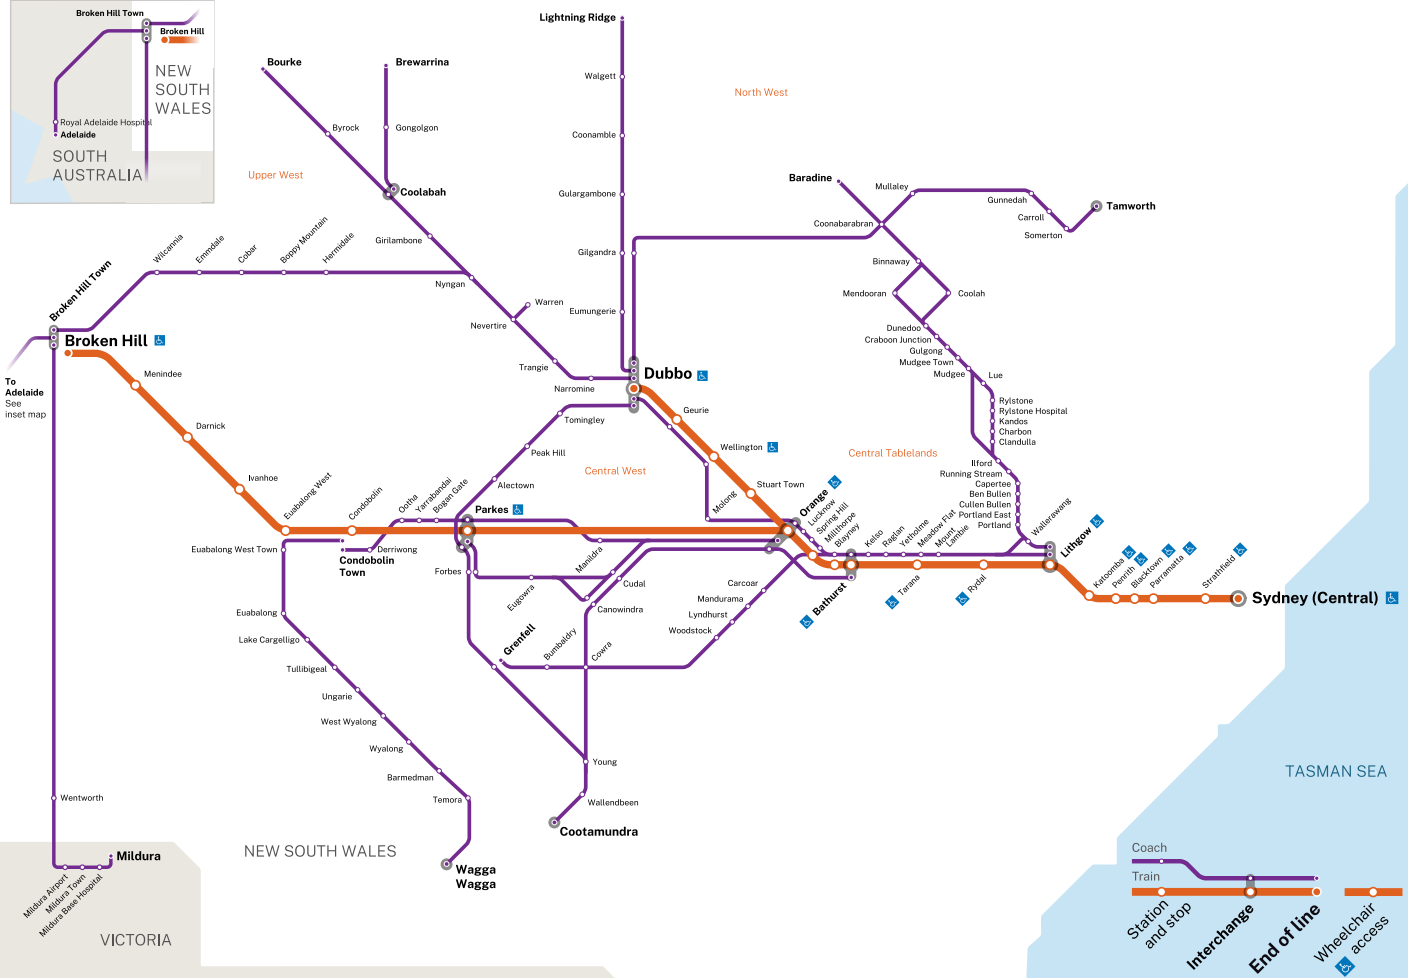 Broken Hill Town
Broken Hill
NEW
SOUTH
WALES
Royal Adelaide Hospital
Adelaide
SOUTH
AUSTRALIA
Lightning Ridge
Walgett
Coonamble
Gulargambone
Gilgandra
Eumungerie
North West
Bourke
Byrock
Brewarrina
Gongolgon
Coolabah
Upper West
Girilambone
Nyngan
Nevertire
Warren
Trangie
Narromine
Baradine
Mullaley
Gunnedah
Carroll
Somerton
Tamworth
Coonabarabran
Binnaway
Mendooran
Coolah
Dunedoo
Craboon Junction
Gulgong
Mudgee Town
Mudgee
Lue
Rylstone
Rylstone Hospital
Kandos
Charbon
Clandulla
Ilford
Running Stream
Capertee
Ben Bullen
Cullen Bullen
Portland East
Portland
Wallerawang
Wilcannia
Emmdale
Cobar
Boppy Mountain
Hermidale
Broken Hill Town
Broken Hill
To
Adelaide
See
inset map
Menindee
Darnick
Ivanhoe
Euabalong West
Condobolin
Ootha
Yarrabandai
Bogan Gate
Parkes
Dubbo
Geurie
Wellington
Stuart Town
Tomingley
Peak Hill
Alectown
Central West
Central Tablelands
Molong
Orange
Lucknow
Spring Hill
Millthorpe
Blayney
Kelso
Raglan
Yetholme
Meadow Flat
Mount
Lambie
Lithgow
Katoomba
Penrith
Blacktown
Parramatta
Strathfield
Sydney (Central)
Bathurst
Tarana
Rydal
Euabalong West Town
Derriwong
Condobolin
Town
Forbes
Eugowra
Manildra
Cudal
Canowindra
Carcoar
Mandurama
Lyndhurst
Woodstock
Grenfell
Bumbaldry
Cowra
Euabalong
Lake Cargelligo
Tullibigeal
Ungarie
West Wyalong
Wyalong
Barmedman
Temora
Wagga
Wagga
Young
Wallendbeen
Cootamundra
Wentworth
Mildura
Mildura Airport
Mildura Town
Mildura Base Hospital
NEW SOUTH WALES
VICTORIA
TASMAN SEA
Coach
Train
Station
and stop
Interchange
End of line
Wheelchair
access